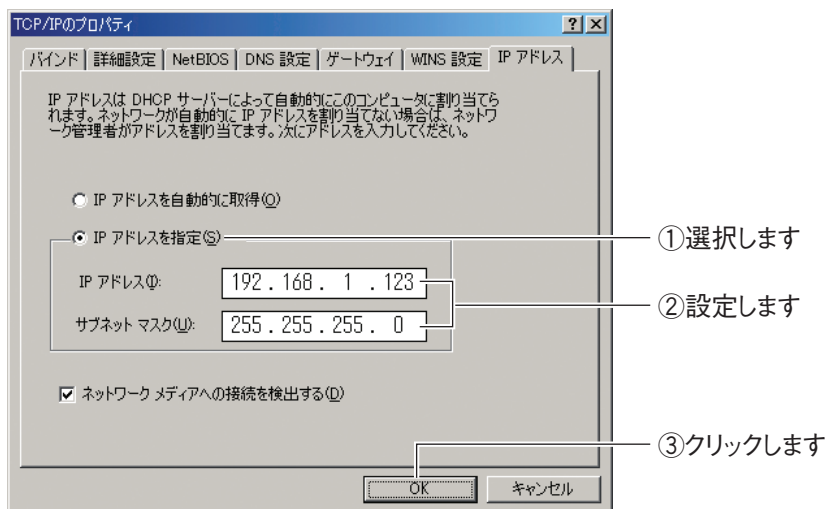 TCP/IPのプロパティ
バインド 詳細設定 NetBIOS DNS 設定 ゲートウェイ WINS 設定 IP アドレス
IP アドレスは DHCP サーバーによって自動的にこのコンピュータに割り当てら
れます。ネットワークが自動的に IP アドレスを割り当てない場合は、ネットワ
ーク管理者がアドレスを割り当てます。次にアドレスを入力してください。
IP アドレスを自動的に取得(O)
IP アドレスを指定(S)
①選択します
IP アドレス(I):
192 . 168 . 1 . 123
②設定します
サブネット マスク(U):
255 . 255 . 255 . 0
ネットワーク メディアへの接続を検出する(D)
③クリックします
OK
キャンセル